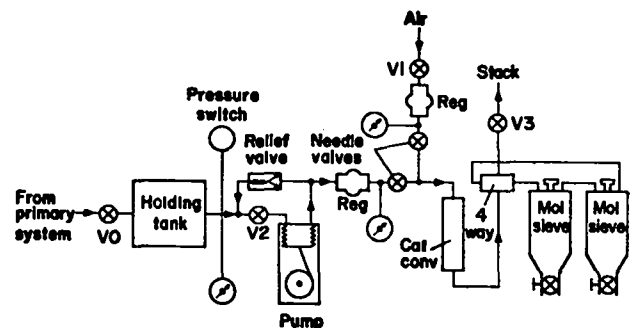 Air
V1
Reg
Stack
V3
Pressure
switch
Relief
valve
Needle
valves
From
primary
system
V0
Holding
tank
V2
Reg
Pump
Cat
conv
4
way
Mol
sieve
Mol
sieve
H
H